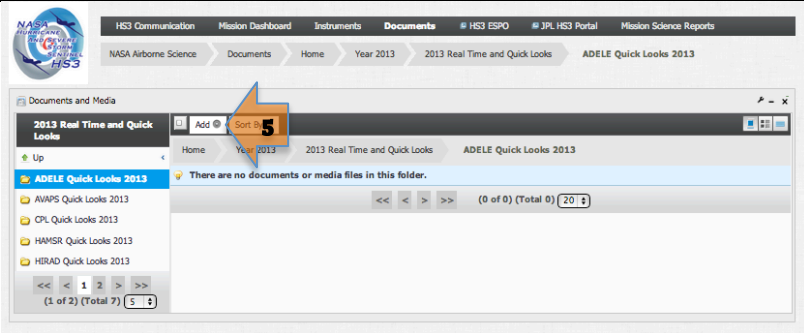 NASA
HURRICANE
AND SEVERE
STORM
SENTINEL
HS3
HS3 Communication Mission Dashboard Instruments Documents HS3 ESPO JPL HS3 Portal Mission Science Reports
NASA Airborne Science Documents Home Year 2013 2013 Real Time and Quick Looks ADELE Quick Looks 2013
Documents and Media
2013 Real Time and Quick
Looks
Up
ADELE Quick Looks 2013
AVAPS Quick Looks 2013
CPL Quick Looks 2013
HAMSR Quick Looks 2013
HIRAD Quick Looks 2013
<< < 1 2 > >>
(1 of 2) (Total 7) 5
Add Sort By 5
Home Year 2013 2013 Real Time and Quick Looks ADELE Quick Looks 2013
There are no documents or media files in this folder.
<< < > >> (0 of 0) (Total 0) 20